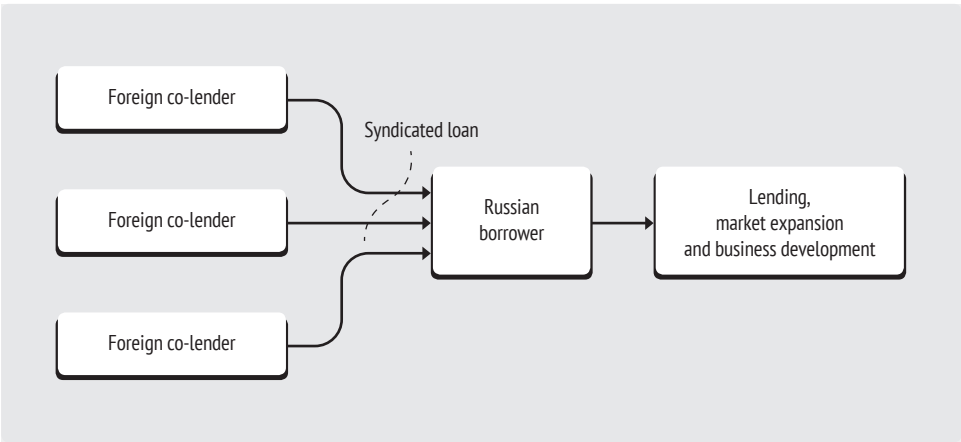 Foreign co-lender
Syndicated loan
Foreign co-lender
Russian
borrower
Lending,
market expansion
and business development
Foreign co-lender